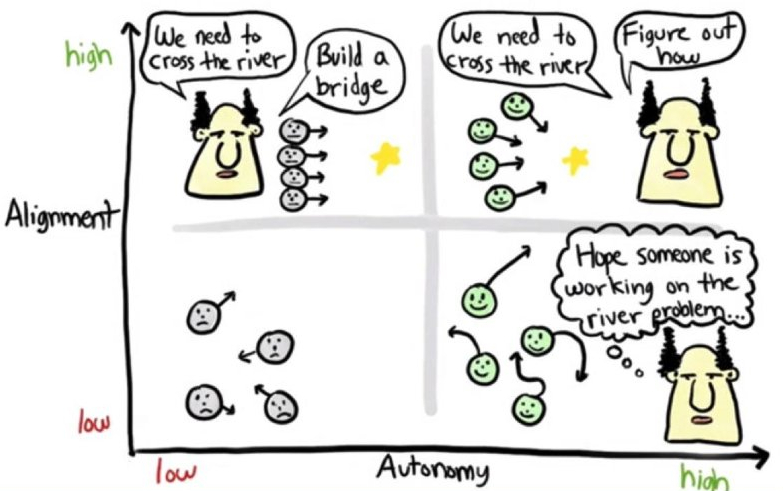 high
We need to
cross the river
Build a
bridge
We need to
cross the river
Figure out
how
Alignment
Hope someone is
working on the
river problem...
low
low
Autonomy
high